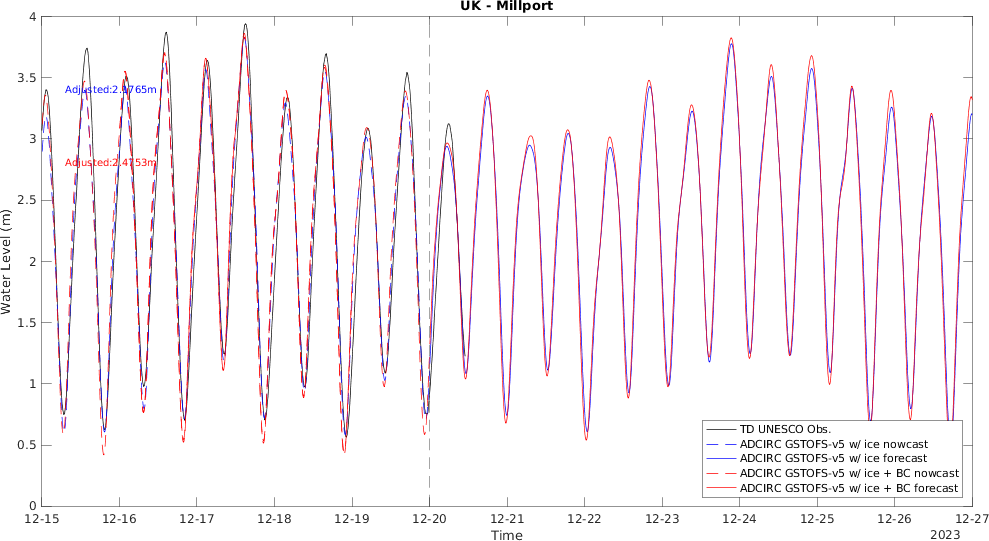 UK - Millport
4
3.5
3
2.5
2
1.5
1
0.5
0
Water Level (m)
Adjusted:2.4753m
12-15
12-16
12-17
12-18
12-19
12-20
12-21
12-22
12-23
12-24
12-25
12-26
12-27
Time
2023
TD UNESCO Obs.
ADCIRC GSTOFS-v5 w/ ice nowcast
ADCIRC GSTOFS-v5 w/ ice forecast
ADCIRC GSTOFS-v5 w/ ice + BC nowcast
ADCIRC GSTOFS-v5 w/ ice + BC forecast